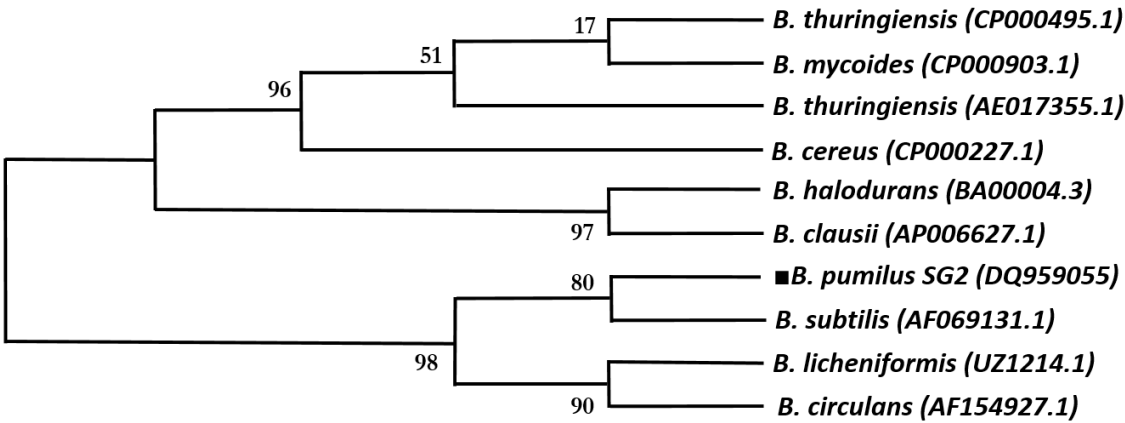 17
B. thuringiensis (CP000495.1)
51
B. mycoides (CP000903.1)
96
B. thuringiensis (AE017355.1)
B. cereus (CP000227.1)
B. halodurans (BA00004.3)
97
B. clausii (AP006627.1)
80
■B. pumilus SG2 (DQ959055)
B. subtilis (AF069131.1)
98
B. licheniformis (UZ1214.1)
90
B. circulans (AF154927.1)